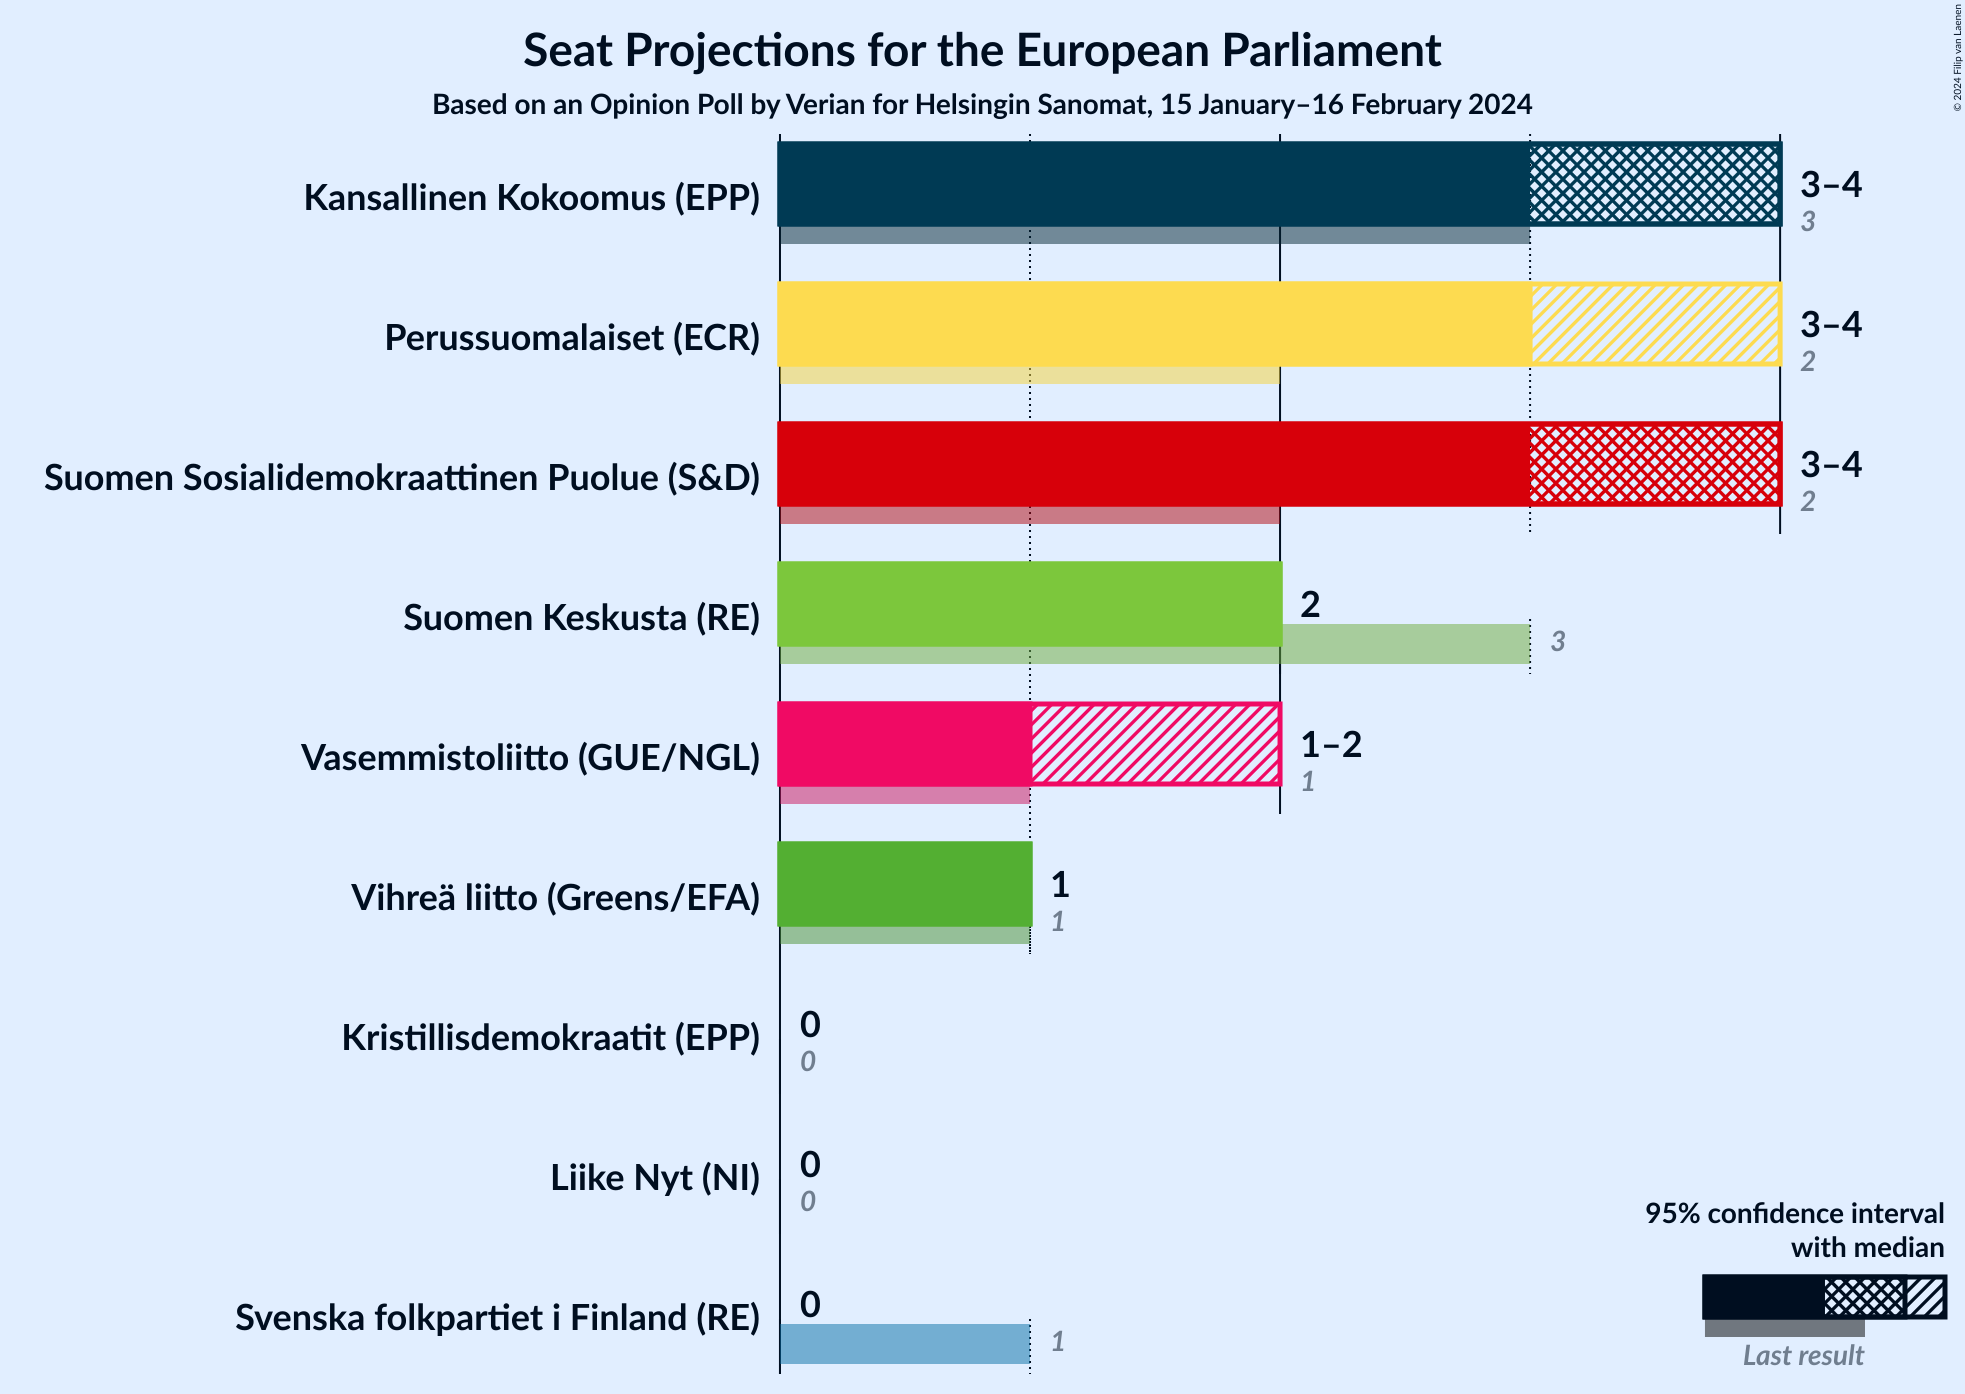 Seat Projections for the European Parliament
Based on an Opinion Poll by Verian for Helsingin Sanomat, 15 January–16 February 2024
© 2024 Filip van Laenen
Kansallinen Kokoomus (EPP)
3–4
3
Perussuomalaiset (ECR)
3–4
2
Suomen Sosialidemokraattinen Puolue (S&D)
3–4
2
Suomen Keskusta (RE)
2
3
Vasemmistoliitto (GUE/NGL)
1–2
1
Vihreä liitto (Greens/EFA)
1
1
Kristillisdemokraatit (EPP)
0
0
Liike Nyt (NI)
0
0
Svenska folkpartiet i Finland (RE)
0
1
95% confidence interval
with median
Last result